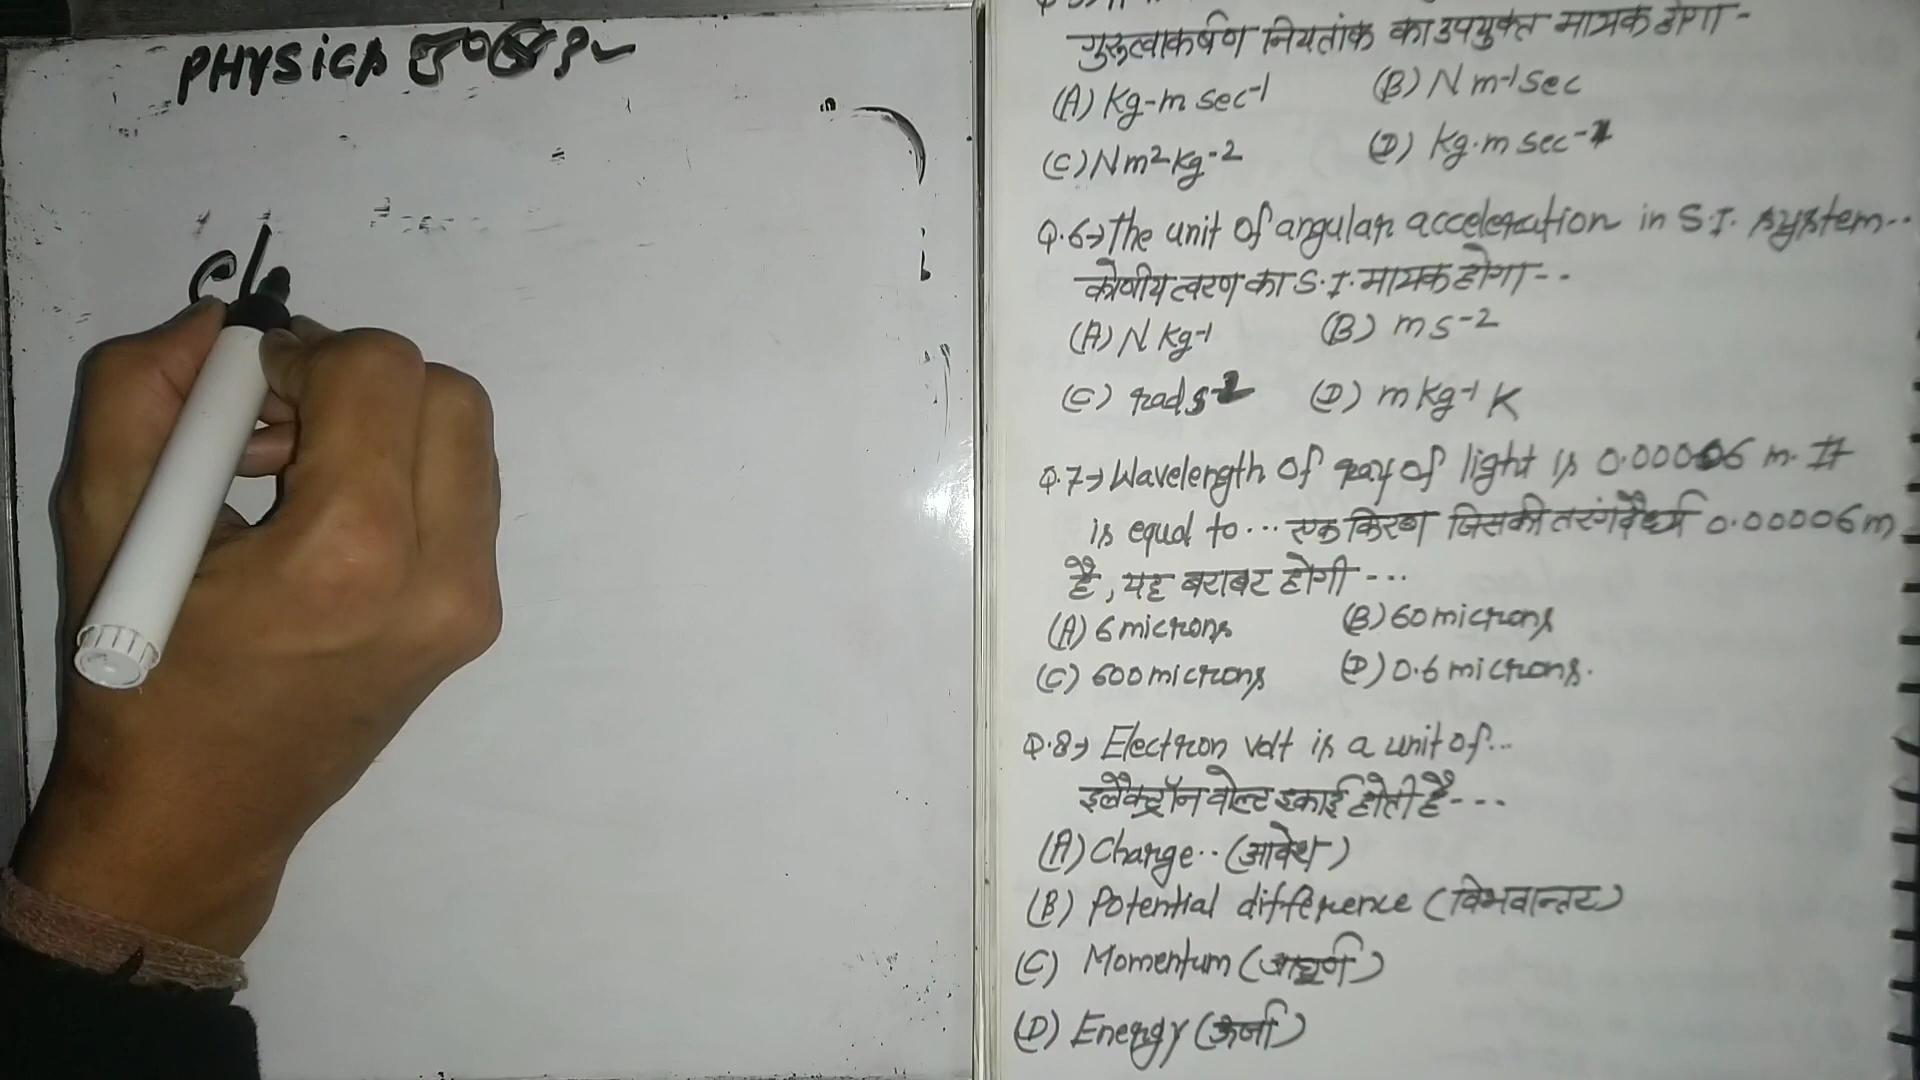 PHYSICS
cl
गुरुत्वाकर्षण नियतांक का उपयुक्त मात्रक होगा-
(A) Kg-m sec-1 (B) N m-1 sec
(C) Nm2 Kg-2 (D) Kg.m sec-1
Q.6→ The unit of angular acceleration in S.I. system..
कोणीय त्वरण का S.I. मात्रक होगा--
(A) N Kg-1 (B) m s-2
(C) rad s-2 (D) m Kg-1 K
Q.7→ Wavelength of ray of light is 0.00006 m. It
is equal to... एक किरण जिसकी तरंगदैर्ध्य 0.00006m
है, यह बराबर होगी ---
(A) 6 microns (B) 60 microns
(C) 600 microns (D) 0.6 microns.
Q.8→ Electron volt is a unit of...
इलैक्ट्रॉन वोल्ट इकाई होती है----
(A) Charge.. (आवेश)
(B) Potential difference (विभवान्तर)
(C) Momentum (आघूर्ण)
(D) Energy (ऊर्जा)